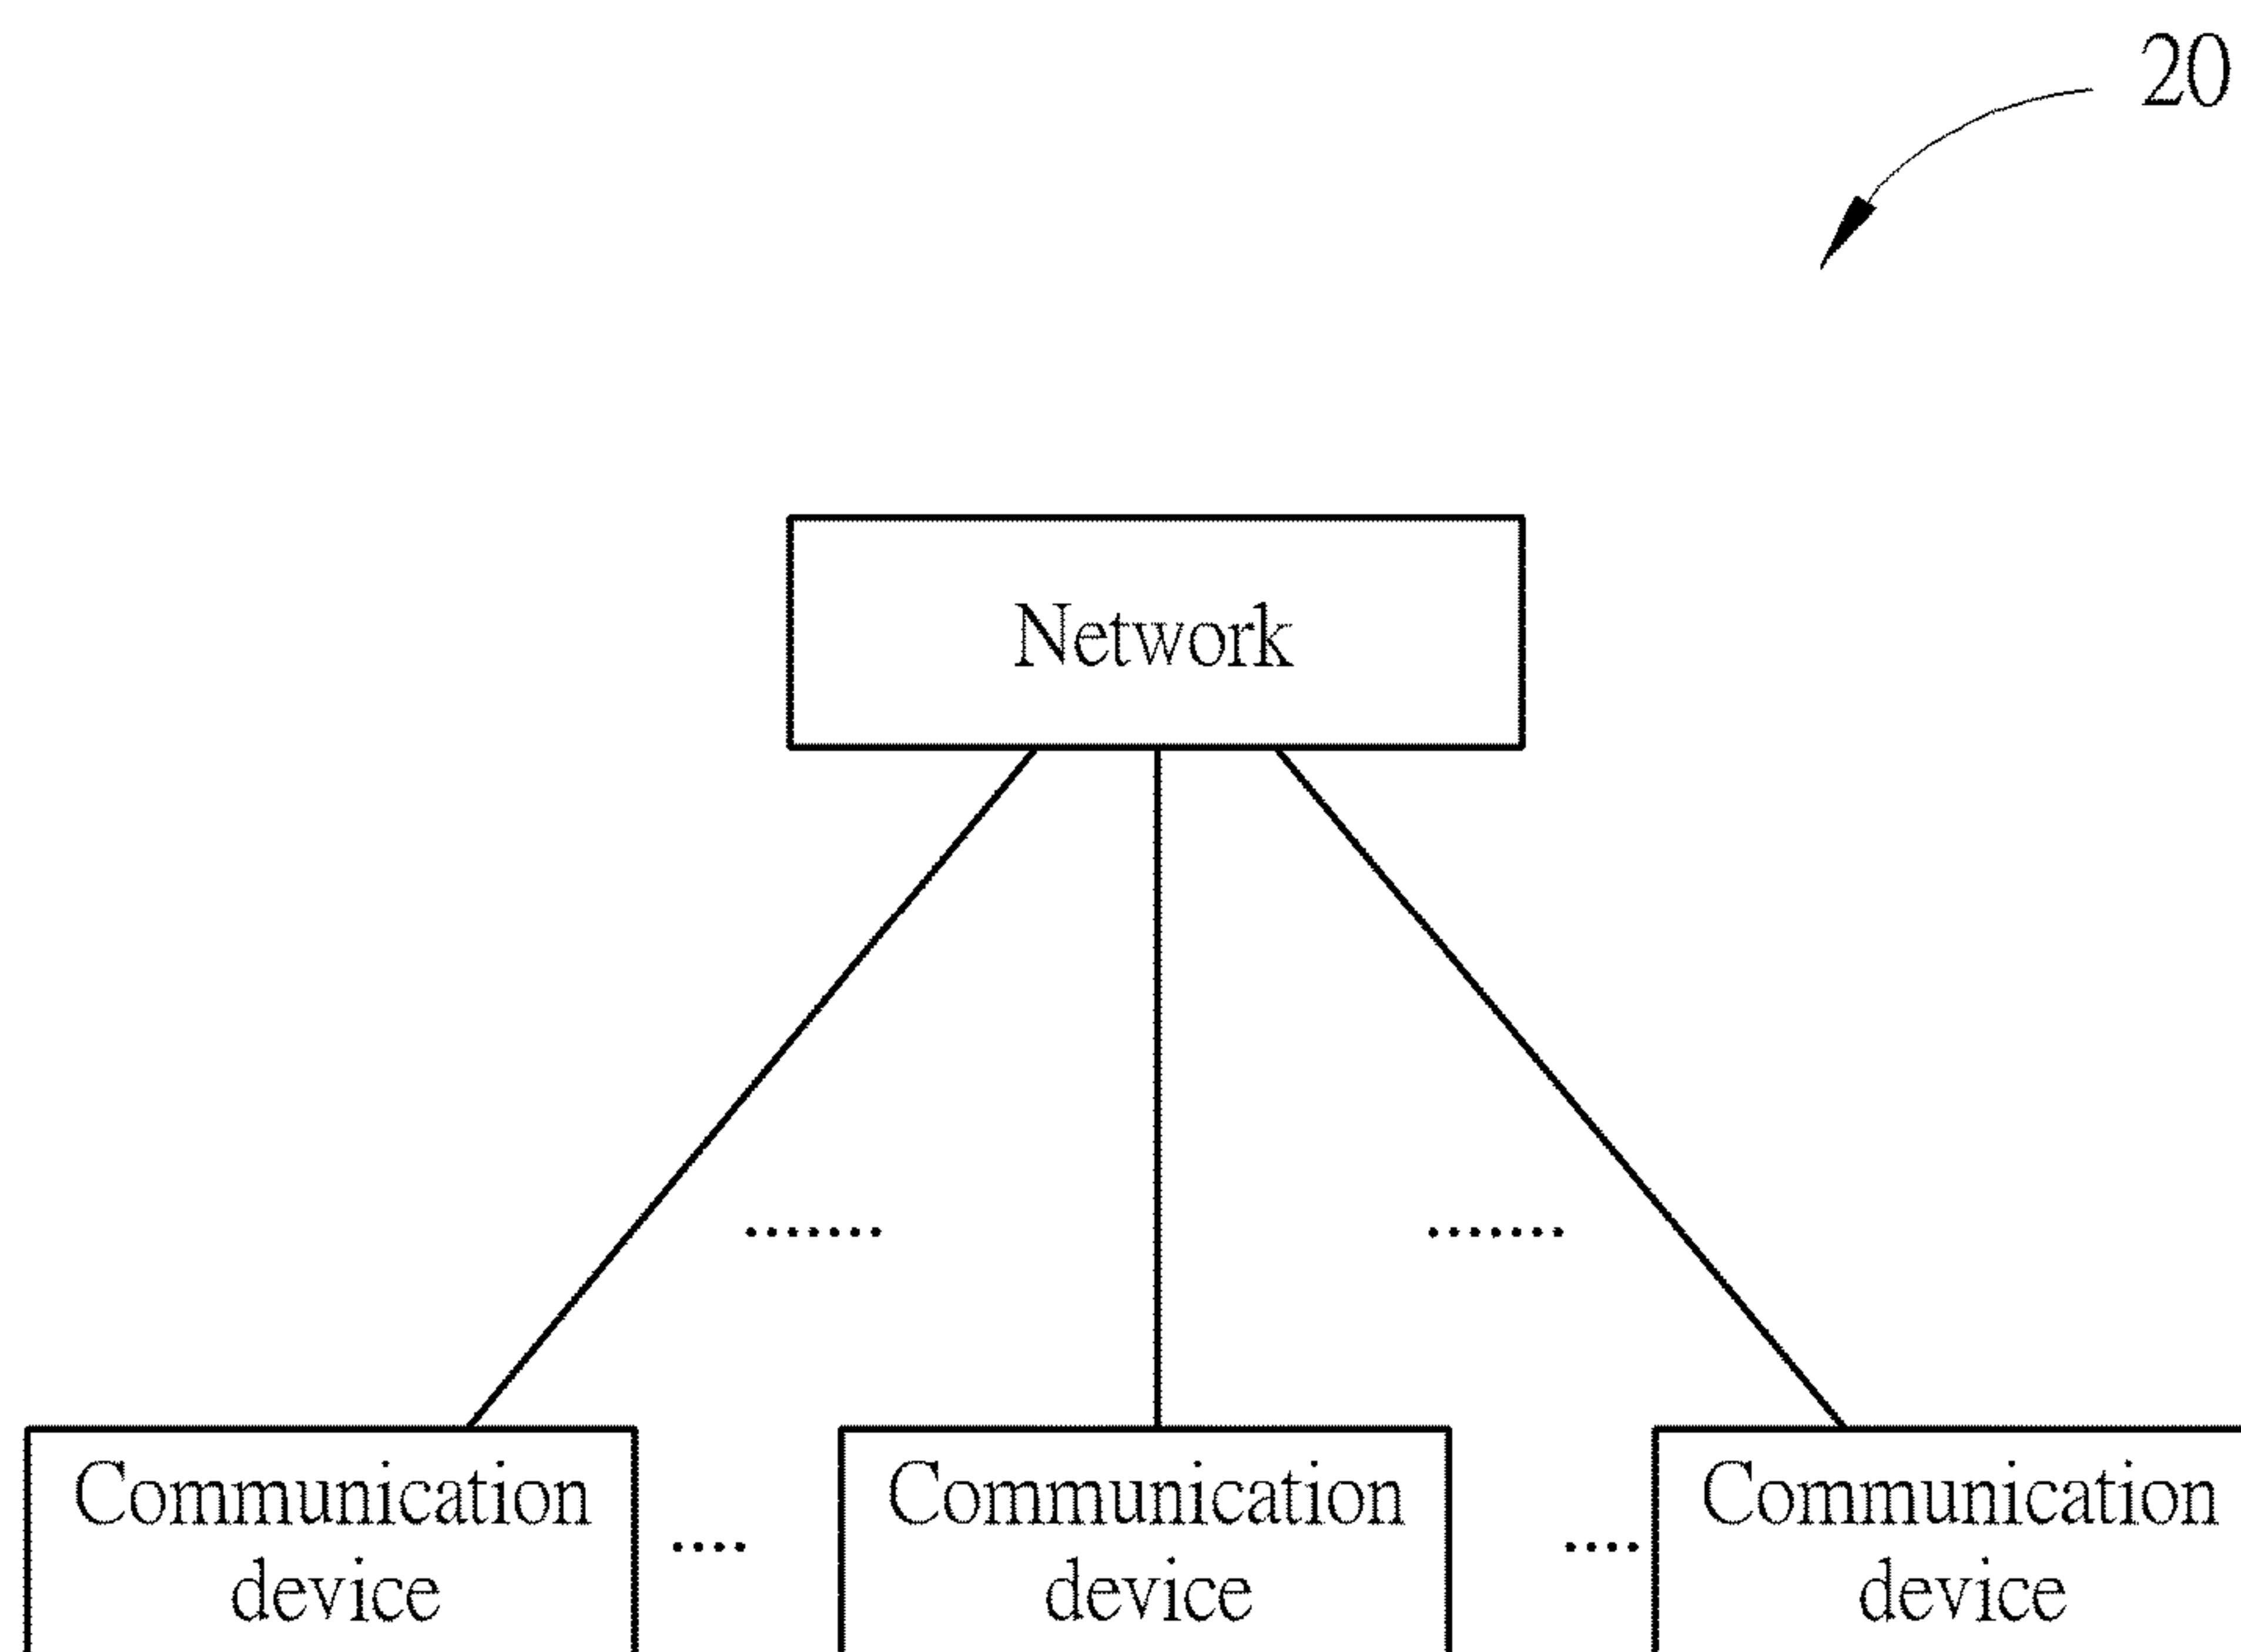 20
Network
Communication
device
Communication
device
Communication
device